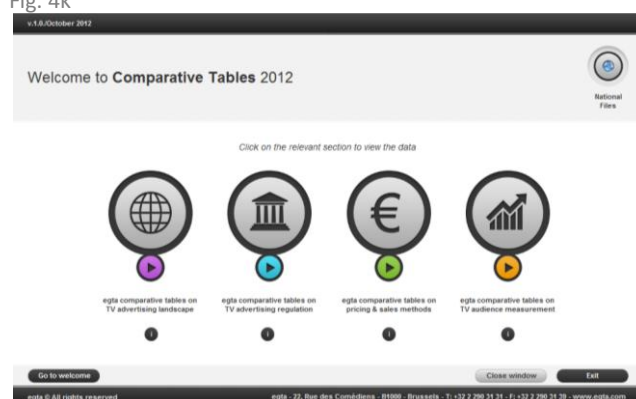 Fig. 4k
v.1.0./October 2012
Welcome to Comparative Tables 2012
National
Files
Click on the relevant section to view the data
egta comparative tables on
TV advertising landscape
egta comparative tables on
TV advertising regulation
egta comparative tables on
pricing & sales methods
egta comparative tables on
TV audience measurement
i
i
i
i
Go to welcome
Close window
Exit
egta © All rights reserved
egta - 22, Rue des Comédiens - B1000 - Brussels - T: +32 2 290 31 31 - F: +32 2 290 31 39 - www.egta.com